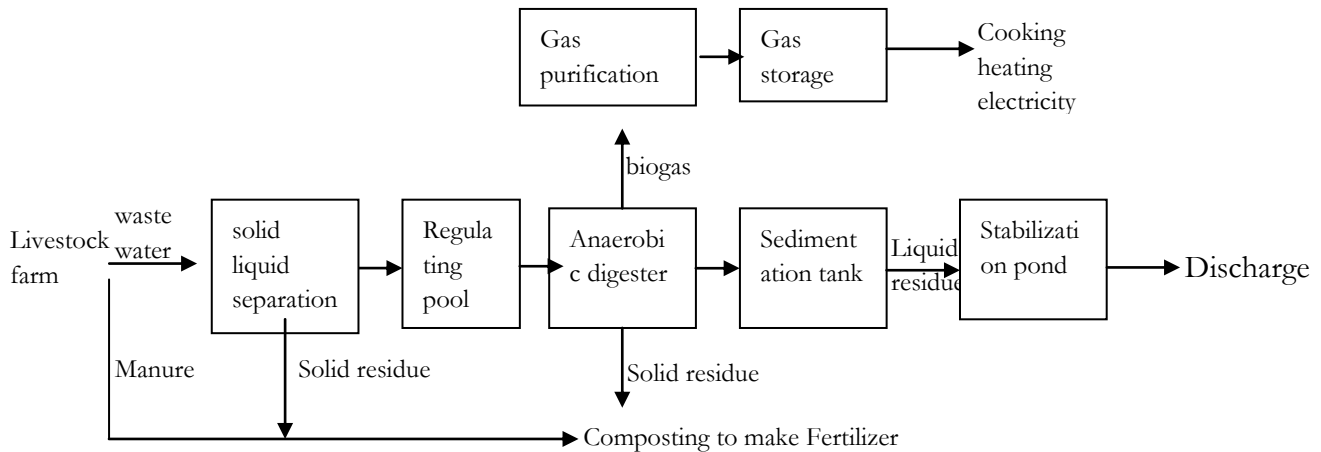 Gas
purification
Gas
storage
Cooking
heating
electricity
biogas
Livestock
farm
waste
water
solid
liquid
separation
Regula
ting
pool
Anaerobi
c digester
Sediment
ation tank
Liquid
residue
Stabilizati
on pond
Discharge
Manure
Solid residue
Solid residue
Composting to make Fertilizer